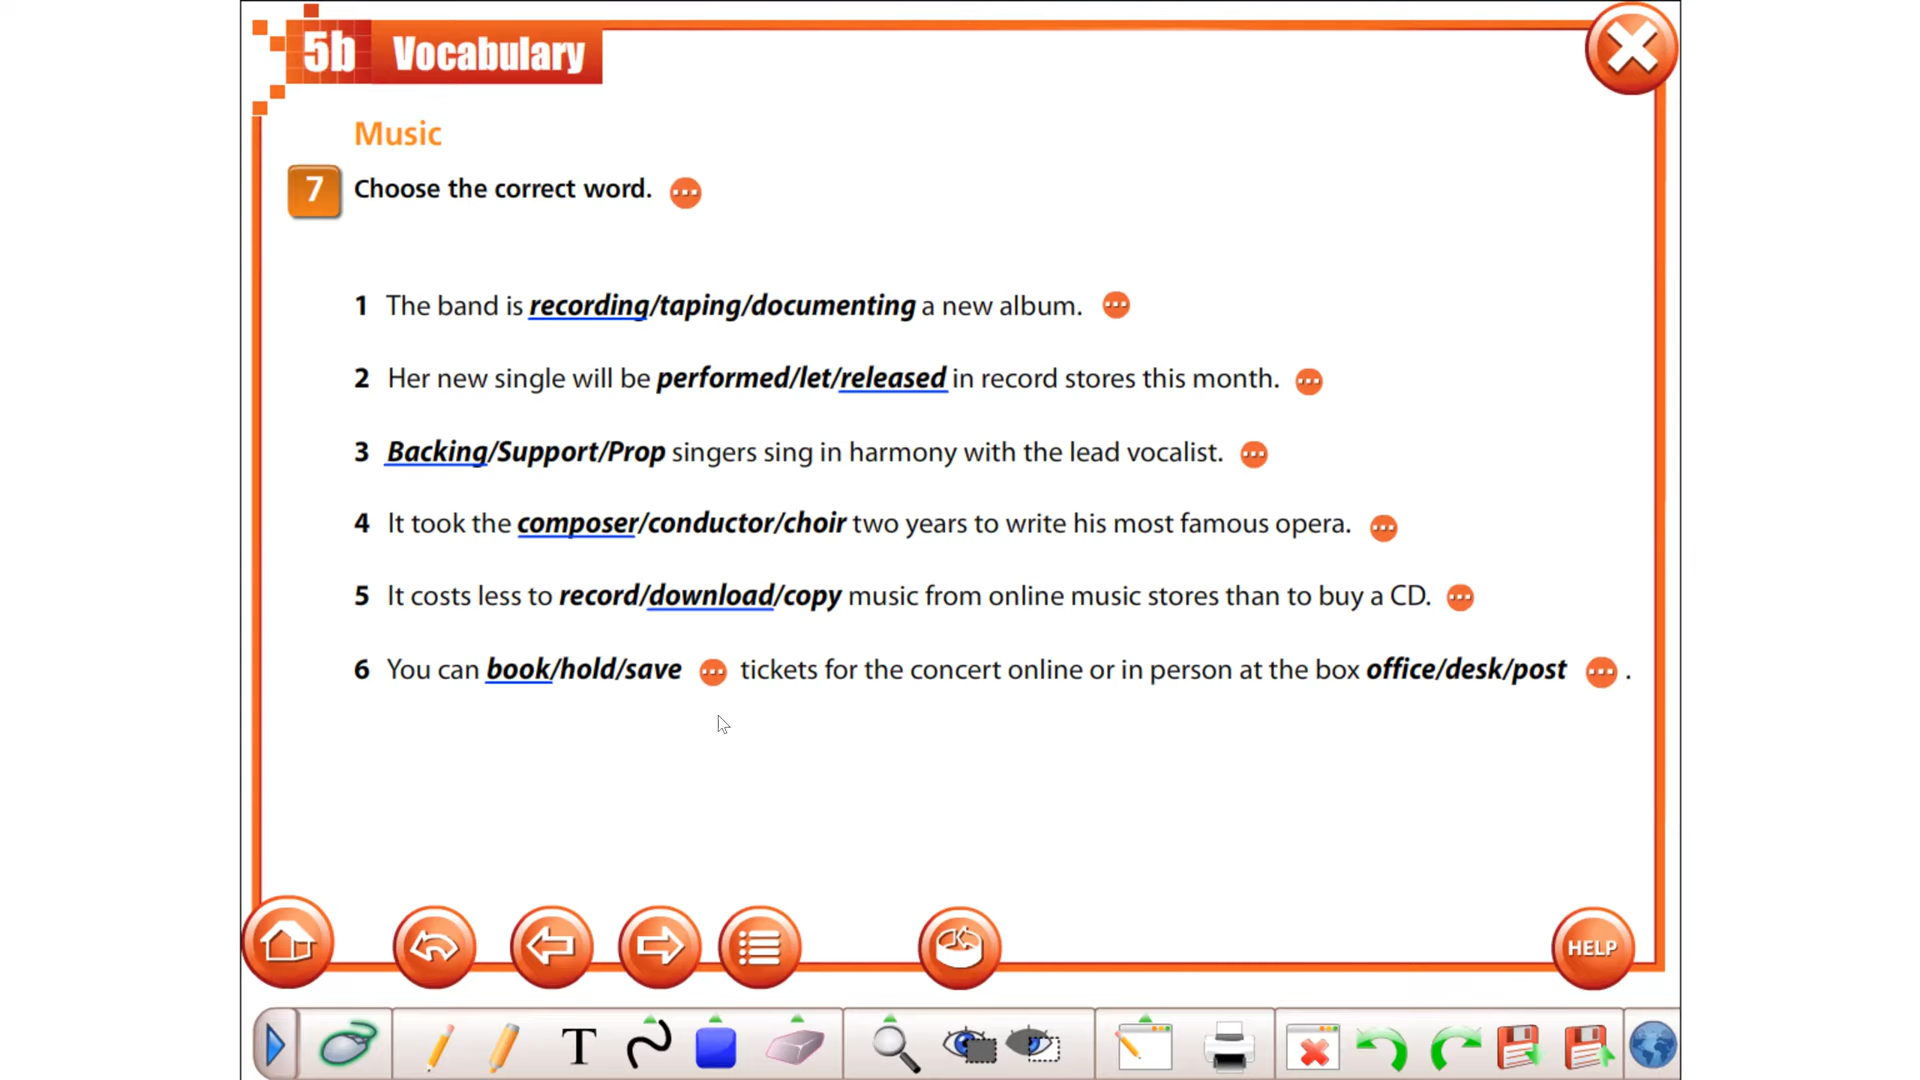 5b Vocabulary
Music
7 Choose the correct word.
1 The band is recording/taping/documenting a new album.
2 Her new single will be performed/let/released in record stores this month.
3 Backing/Support/Prop singers sing in harmony with the lead vocalist.
4 It took the composer/conductor/choir two years to write his most famous opera.
5 It costs less to record/download/copy music from online music stores than to buy a CD.
6 You can book/hold/save tickets for the concert online or in person at the box office/desk/post .
HELP
T